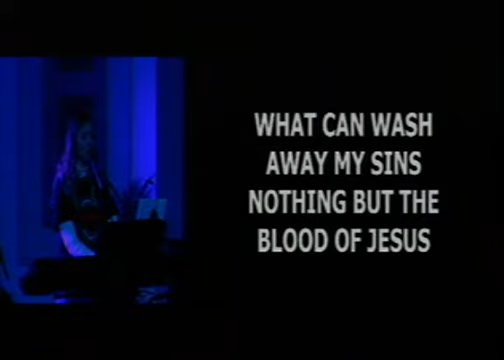 WHAT CAN WASH
AWAY MY SINS
NOTHING BUT THE
BLOOD OF JESUS